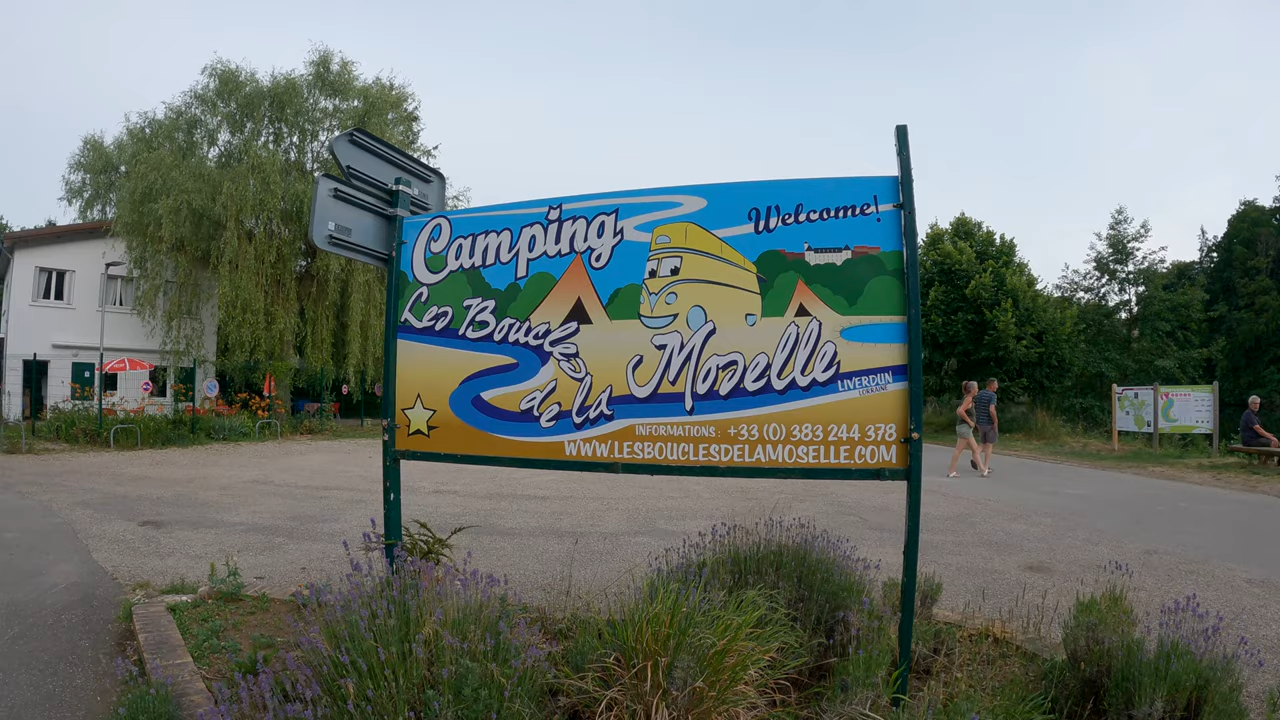 Camping
Welcome!
Les Boucles
de la
Moselle
LIVERDUN
LORRAINE
INFORMATIONS : +33 (0) 383 244 378
WWW.LESBOUCLESDELAMOSELLE.COM